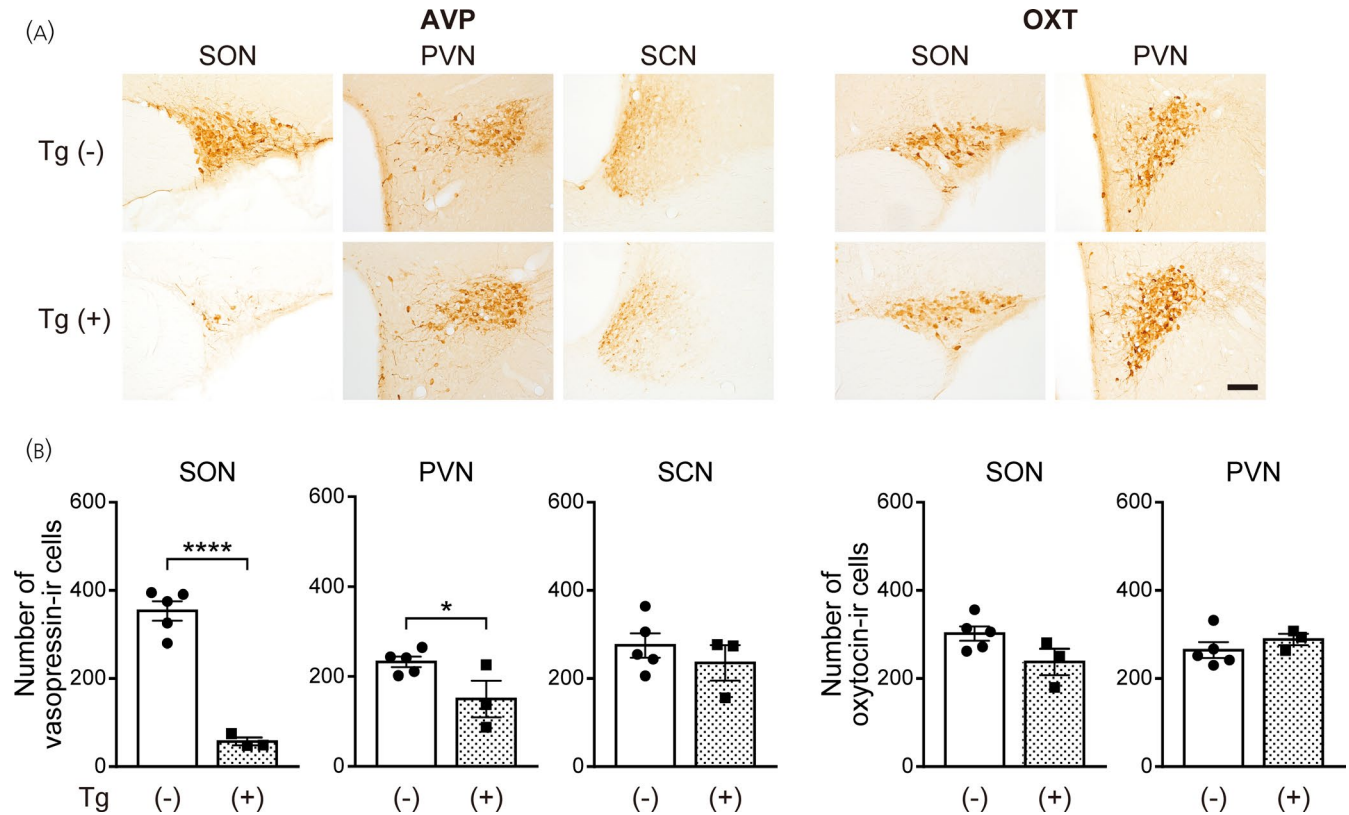 (A)
AVP
OXT
SON
PVN
SCN
SON
PVN
Tg (-)
Tg (+)
(B)
SON
PVN
SCN
SON
PVN
Number of
vasopressin-ir cells
600
400
200
0
****
600
400
200
0
*
600
400
200
0
Number of
oxytocin-ir cells
600
400
200
0
600
400
200
0
Tg (-) (+) (-) (+) (-) (+) (-) (+) (-) (+)